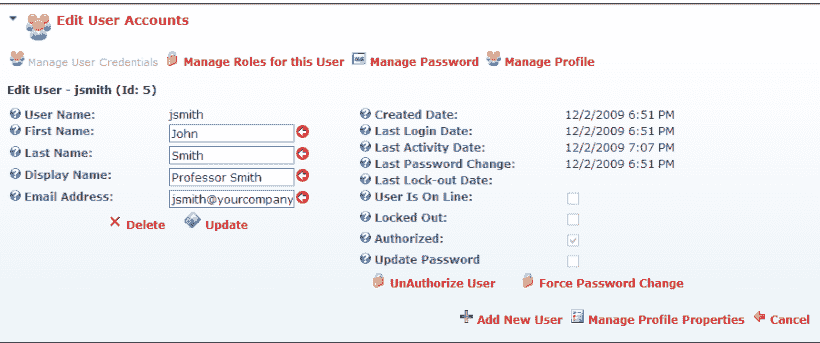 Edit User Accounts
Manage User Credentials Manage Roles for this User Manage Password Manage Profile
Edit User - jsmith (Id: 5)
User Name: jsmith
First Name: John
Last Name: Smith
Display Name: Professor Smith
Email Address: jsmith@yourcompany
Delete Update
Created Date: 12/2/2009 6:51 PM
Last Login Date: 12/2/2009 6:51 PM
Last Activity Date: 12/2/2009 7:07 PM
Last Password Change: 12/2/2009 6:51 PM
Last Lock-out Date:
User Is On Line:
Locked Out:
Authorized:
Update Password
UnAuthorize User Force Password Change
Add New User Manage Profile Properties Cancel